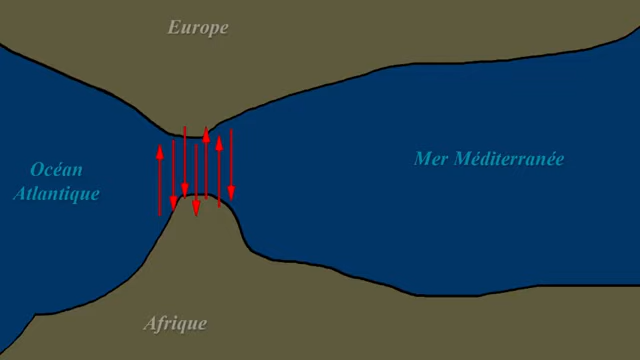 Europe
Océan
Atlantique
Mer Méditerranée
Afrique